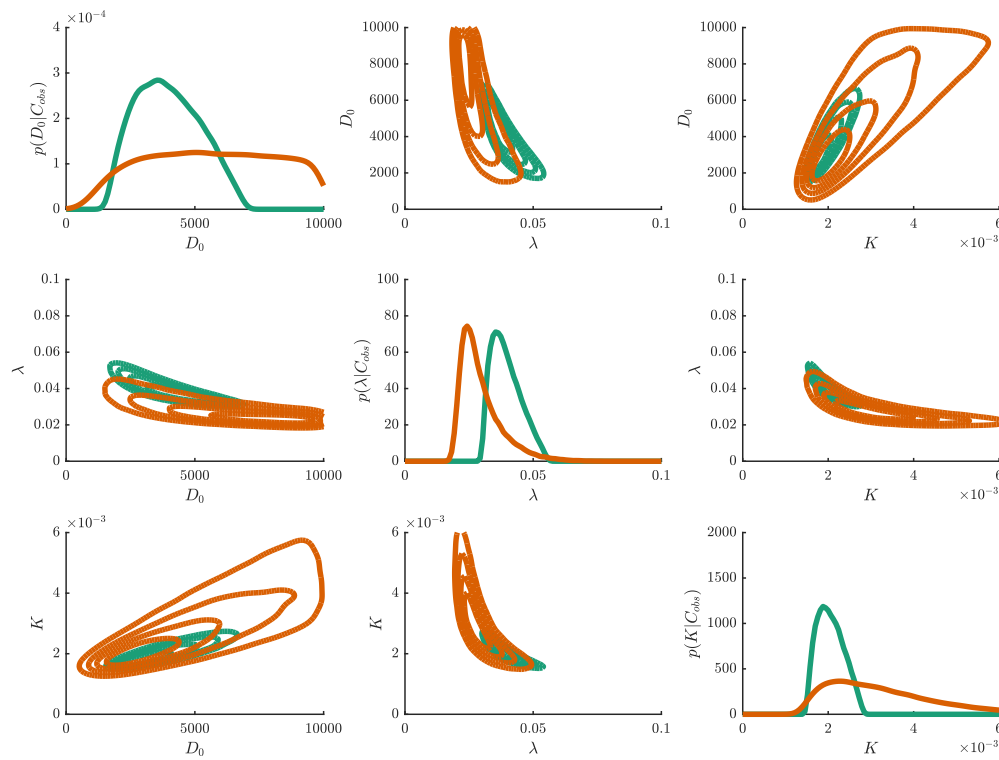 ×10⁻⁴
4
3
2
1
0
p(D₀|C_obs)
0 5000 10000
D₀
10000
8000
6000
4000
2000
0
D₀
0 0.05 0.1
λ
10000
8000
6000
4000
2000
0
D₀
0 2 4 6
K ×10⁻³
0.1
0.08
0.06
0.04
0.02
0
λ
0 5000 10000
D₀
100
80
60
40
20
0
p(λ|C_obs)
0 0.05 0.1
λ
0.1
0.08
0.06
0.04
0.02
0
λ
0 2 4 6
K ×10⁻³
×10⁻³
6
4
2
0
K
0 5000 10000
D₀
×10⁻³
6
4
2
0
K
0 0.05 0.1
λ
2000
1500
1000
500
0
p(K|C_obs)
0 2 4 6
K ×10⁻³